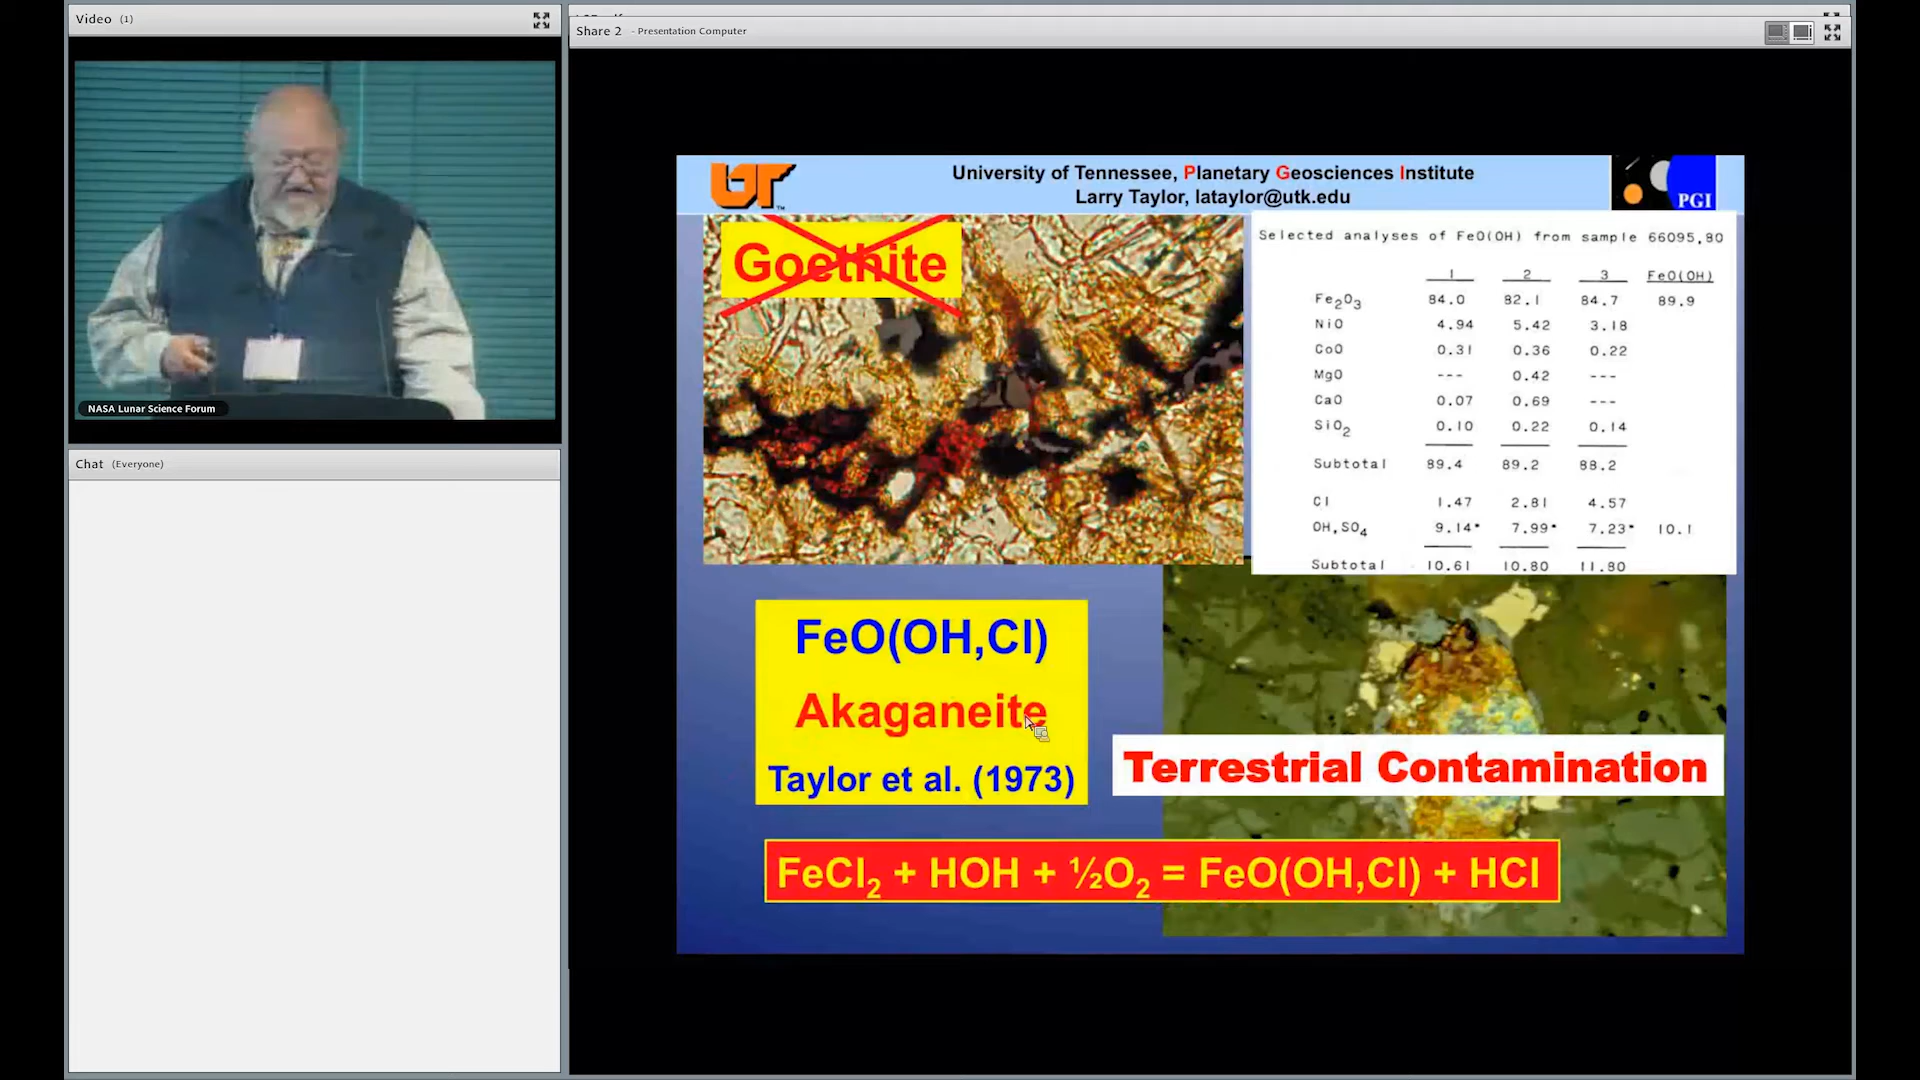 Video (1)
NASA Lunar Science Forum
Chat (Everyone)
Share 2 - Presentation Computer
UT
TM
University of Tennessee, Planetary Geosciences Institute
Larry Taylor, lataylor@utk.edu
PGI
Goethite
Selected analyses of FeO(OH) from sample 66095,80
1 2 3 FeO(OH)
Fe2O3 84.0 82.1 84.7 89.9
NiO 4.94 5.42 3.18
CoO 0.31 0.36 0.22
MgO --- 0.42 ---
CaO 0.07 0.69 ---
SiO2 0.10 0.22 0.14
Subtotal 89.4 89.2 88.2
Cl 1.47 2.81 4.57
OH,SO4 9.14* 7.99* 7.23* 10.1
Subtotal 10.61 10.80 11.80
FeO(OH,Cl)
Akaganeite
Taylor et al. (1973)
Terrestrial Contamination
FeCl2 + HOH + ½O2 = FeO(OH,Cl) + HCl